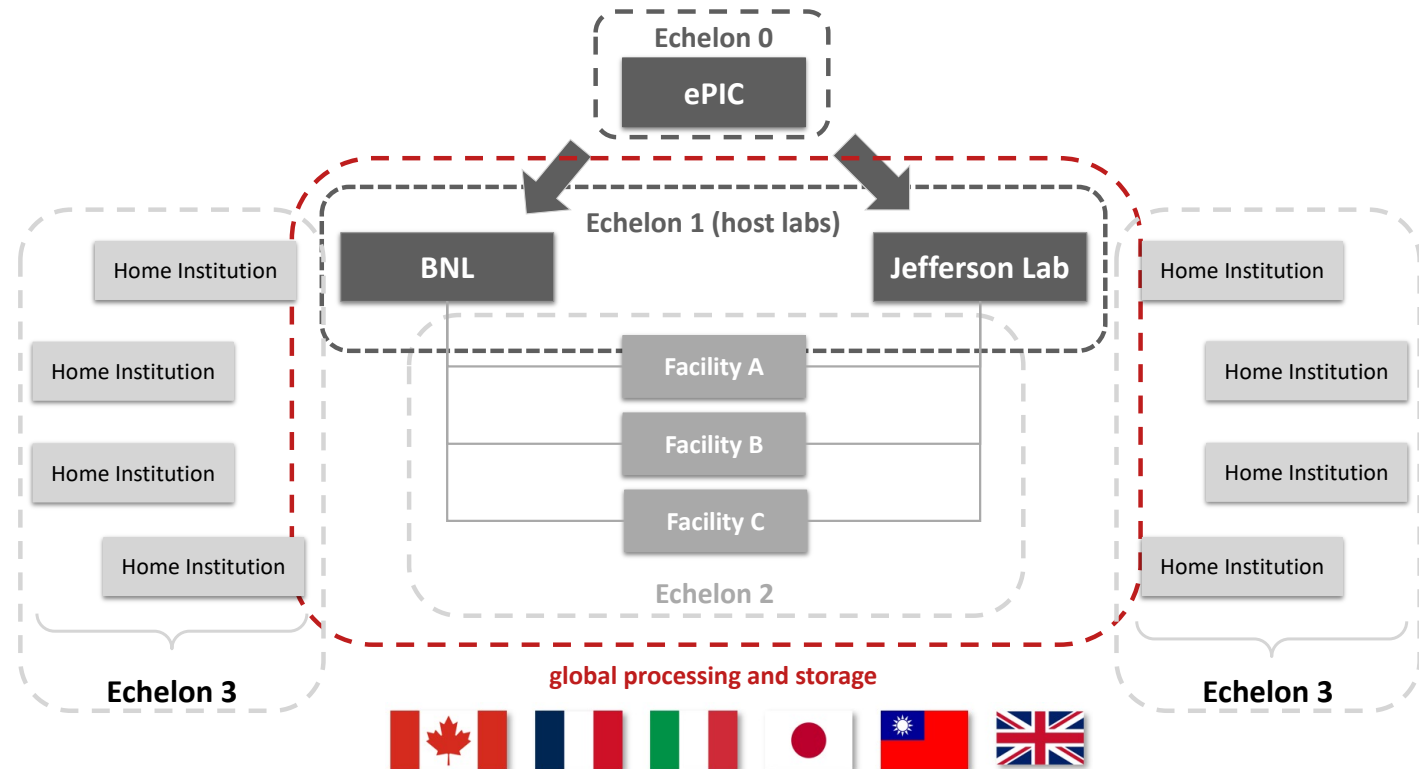 Echelon 0
ePIC
Echelon 1 (host labs)
BNL
Jefferson Lab
Home Institution
Home Institution
Home Institution
Home Institution
Echelon 3
Facility A
Facility B
Facility C
Echelon 2
Home Institution
Home Institution
Home Institution
Home Institution
Echelon 3
global processing and storage